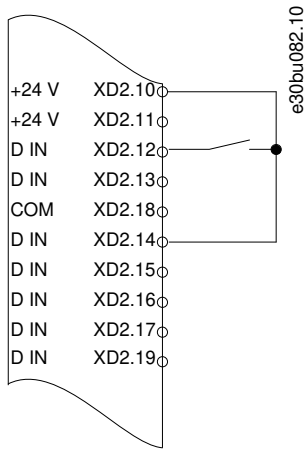 e30bu082.10
+24 V XD2.10
+24 V XD2.11
D IN XD2.12
D IN XD2.13
COM XD2.18
D IN XD2.14
D IN XD2.15
D IN XD2.16
D IN XD2.17
D IN XD2.19